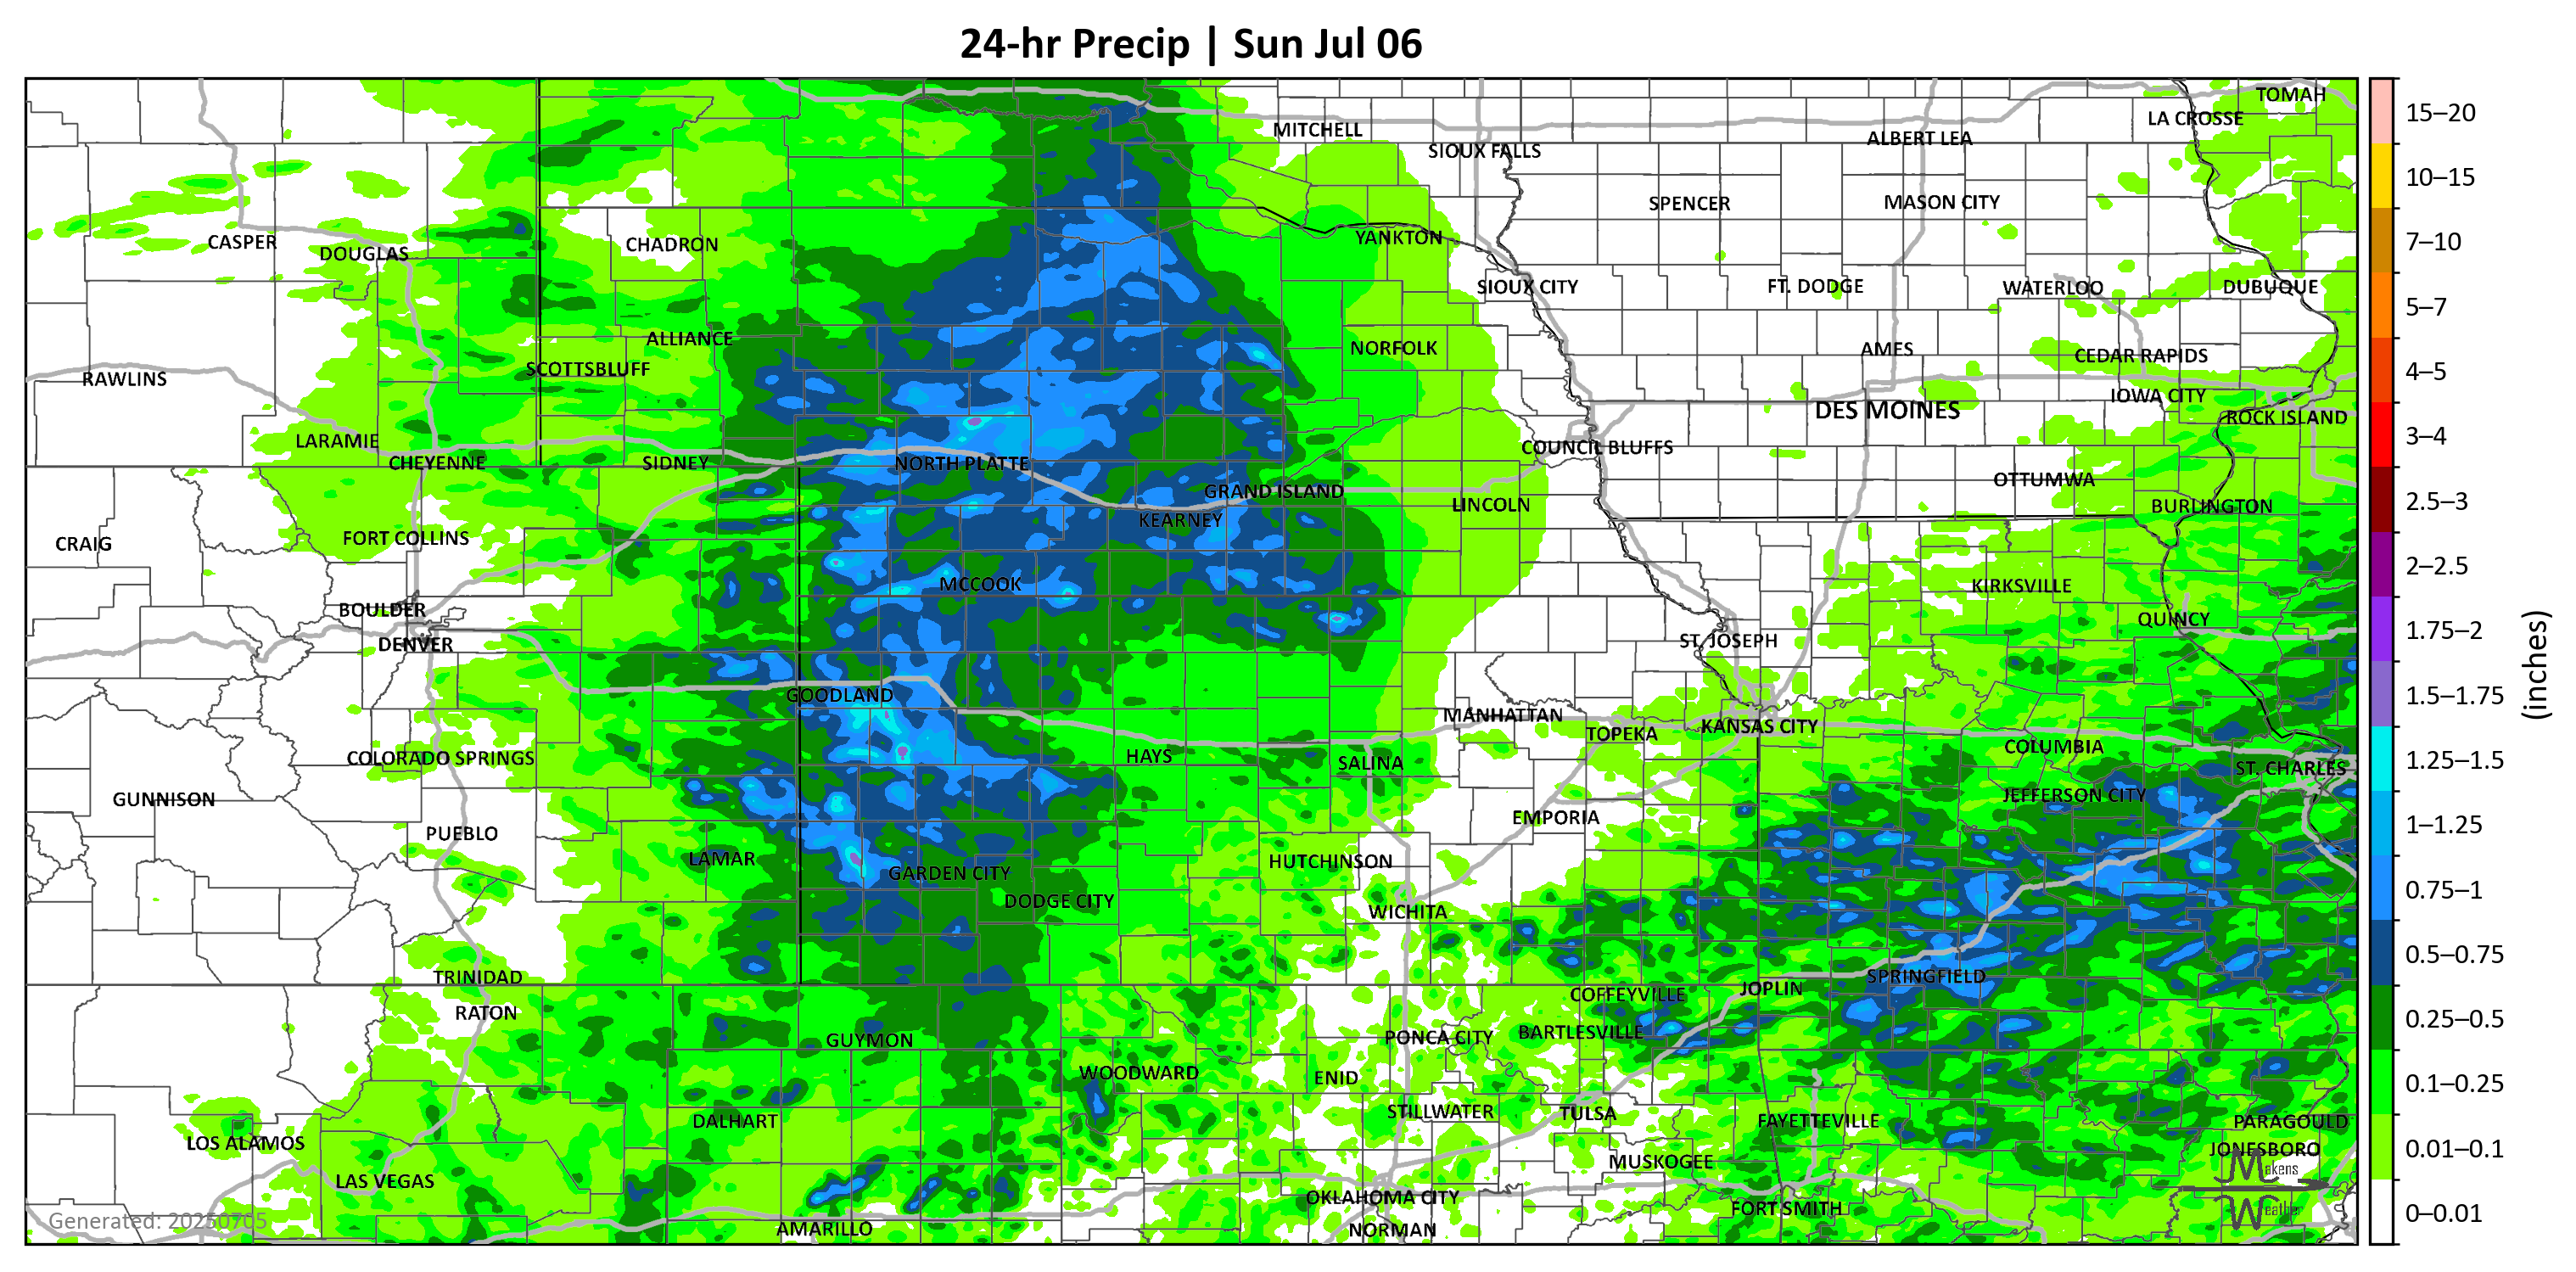 24-hr Precip | Sun Jul 06
TOMAH
LA CROSSE
MITCHELL
ALBERT LEA
SIOUX FALLS
SPENCER
MASON CITY
YANKTON
CASPER
CHADRON
DOUGLAS
SIOUX CITY
FT. DODGE
WATERLOO
DUBUQUE
ALLIANCE
NORFOLK
AMES
CEDAR RAPIDS
SCOTTSBLUFF
RAWLINS
IOWA CITY
DES MOINES
ROCK ISLAND
LARAMIE
COUNCIL BLUFFS
CHEYENNE
SIDNEY
NORTH PLATTE
OTTUMWA
GRAND ISLAND
LINCOLN
BURLINGTON
KEARNEY
FORT COLLINS
CRAIG
MCCOOK
KIRKSVILLE
BOULDER
QUINCY
DENVER
ST. JOSEPH
GOODLAND
MANHATTAN
KANSAS CITY
TOPEKA
COLUMBIA
COLORADO SPRINGS
HAYS
SALINA
ST. CHARLES
GUNNISON
JEFFERSON CITY
EMPORIA
PUEBLO
LAMAR
HUTCHINSON
GARDEN CITY
DODGE CITY
WICHITA
TRINIDAD
SPRINGFIELD
JOPLIN
COFFEYVILLE
RATON
BARTLESVILLE
PONCA CITY
GUYMON
WOODWARD
ENID
STILLWATER
TULSA
DALHART
FAYETTEVILLE
PARAGOULD
LOS ALAMOS
JONESBORO
MUSKOGEE
LAS VEGAS
OKLAHOMA CITY
FORT SMITH
AMARILLO
NORMAN
Generated: 20250705
Makens
Weather
15–20
10–15
7–10
5–7
4–5
3–4
2.5–3
2–2.5
1.75–2
1.5–1.75
1.25–1.5
1–1.25
0.75–1
0.5–0.75
0.25–0.5
0.1–0.25
0.01–0.1
0–0.01
(inches)